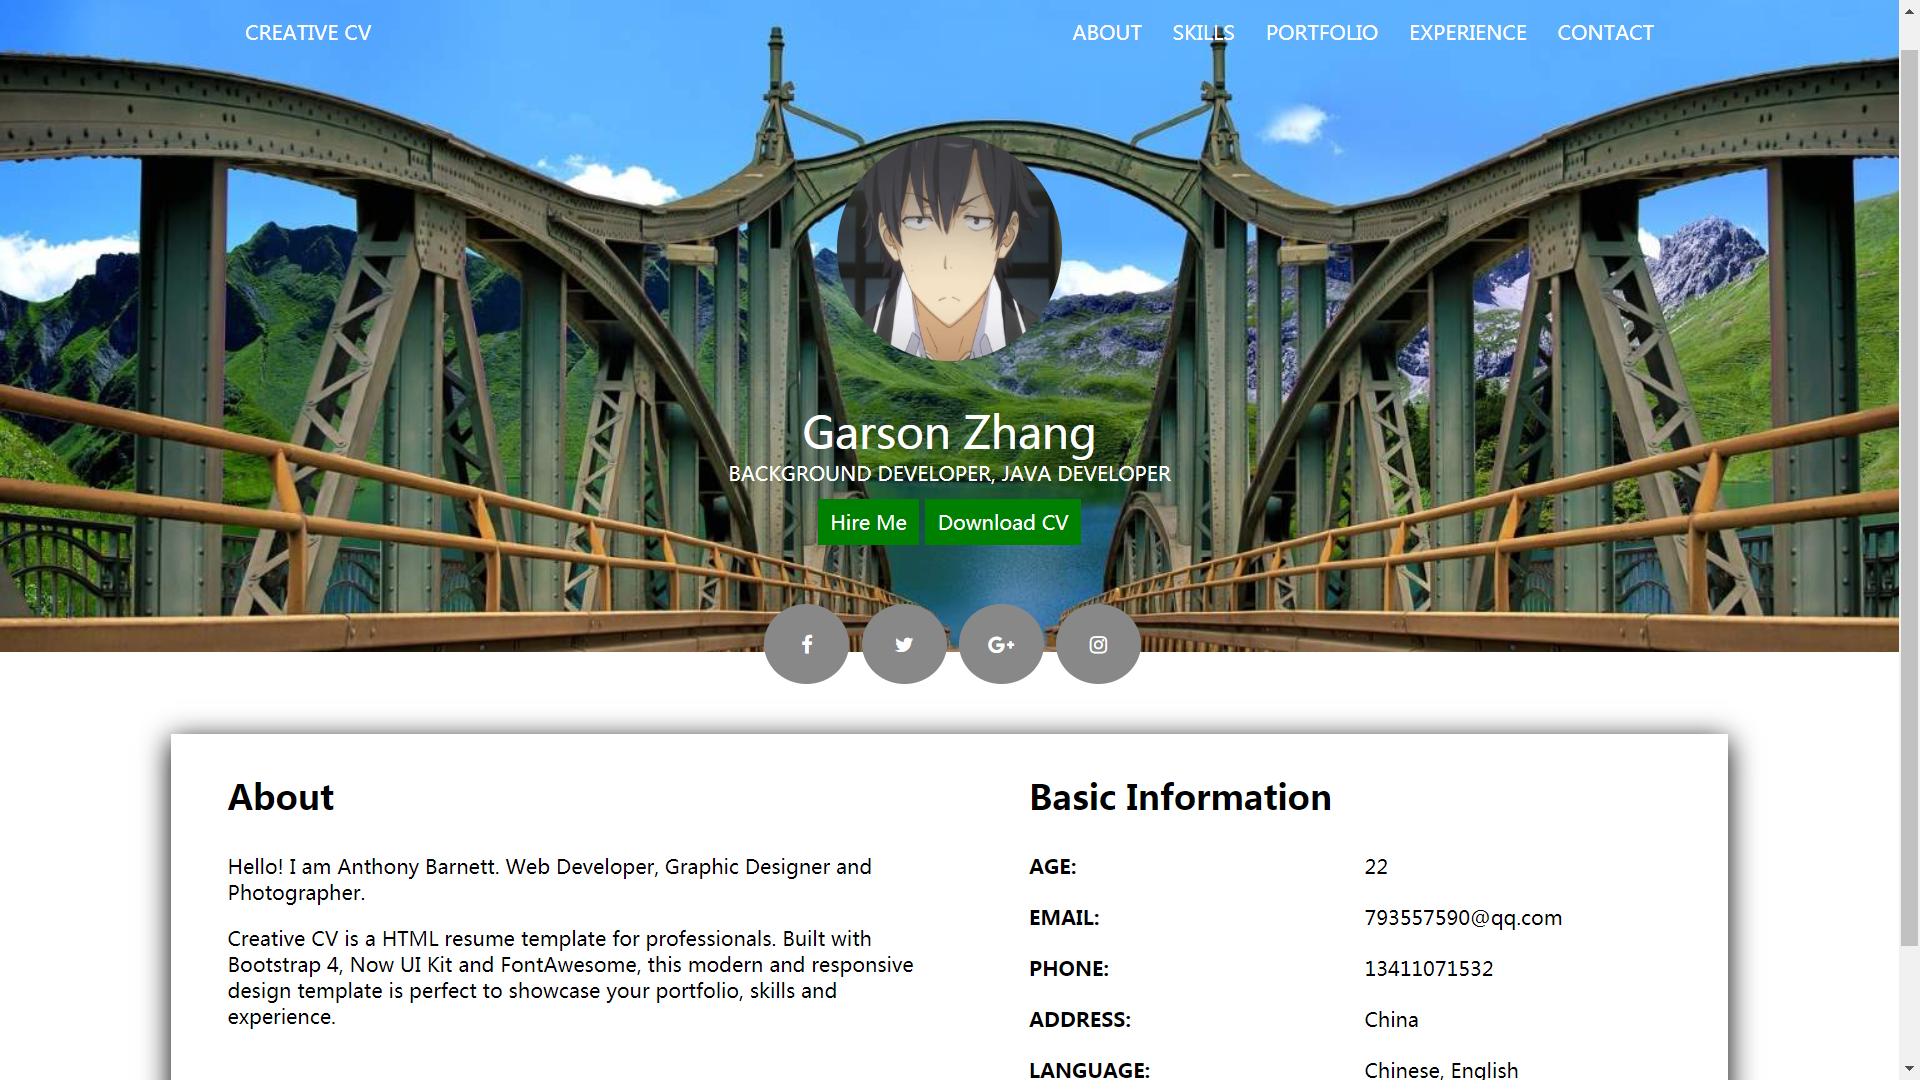 CREATIVE CV ABOUT SKILLS PORTFOLIO EXPERIENCE CONTACT
Garson Zhang
BACKGROUND DEVELOPER, JAVA DEVELOPER
Hire Me Download CV
About
Hello! I am Anthony Barnett. Web Developer, Graphic Designer and
Photographer.
Creative CV is a HTML resume template for professionals. Built with
Bootstrap 4, Now UI Kit and FontAwesome, this modern and responsive
design template is perfect to showcase your portfolio, skills and
experience.
Basic Information
AGE: 22
EMAIL: 793557590@qq.com
PHONE: 13411071532
ADDRESS: China
LANGUAGE: Chinese, English